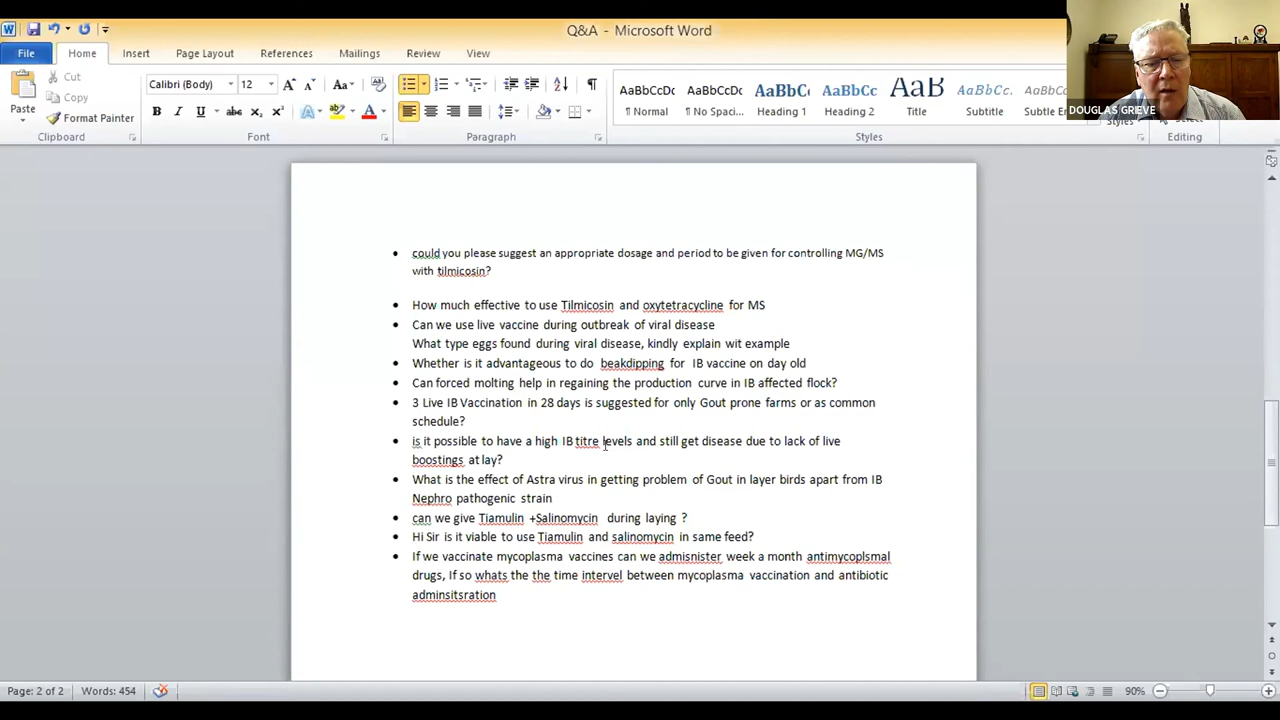 Q&A - Microsoft Word
File Home Insert Page Layout References Mailings Review View
DOUGLAS GRIEVE
Cut
Copy
Format Painter
Paste
Calibri (Body) 12
AaBbCcDc AaBbCcDc AaBbCc AaBbCc AaB AaBbCc.
¶ Normal ¶ No Spaci... Heading 1 Heading 2 Title Subtitle Subtle E
Styles
Clipboard Font Paragraph Styles Editing
• could you please suggest an appropriate dosage and period to be given for controlling MG/MS
with tilmicosin?
• How much effective to use Tilmicosin and oxytetracycline for MS
• Can we use live vaccine during outbreak of viral disease
What type eggs found during viral disease, kindly explain wit example
• Whether is it advantageous to do beakdipping for IB vaccine on day old
• Can forced molting help in regaining the production curve in IB affected flock?
• 3 Live IB Vaccination in 28 days is suggested for only Gout prone farms or as common
schedule?
• is it possible to have a high IB titre levels and still get disease due to lack of live
boostings at lay?
• What is the effect of Astra virus in getting problem of Gout in layer birds apart from IB
Nephro pathogenic strain
• can we give Tiamulin +Salinomycin during laying ?
• Hi Sir is it viable to use Tiamulin and salinomycin in same feed?
• If we vaccinate mycoplasma vaccines can we admisnister week a month antimycoplsmal
drugs, If so whats the the time intervel between mycoplasma vaccination and antibiotic
adminsitsration
Page: 2 of 2 Words: 454 90%